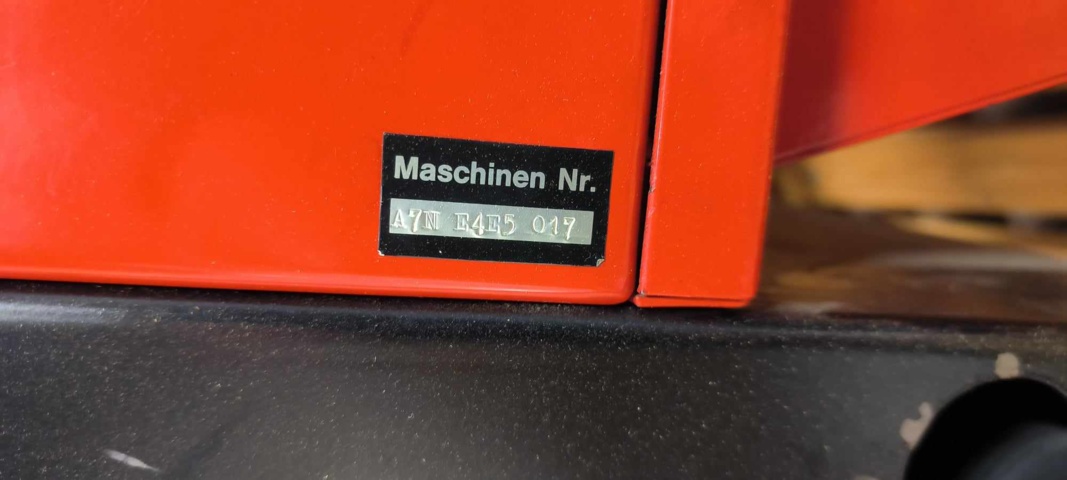 Maschinen Nr.
A7N E4E5 017